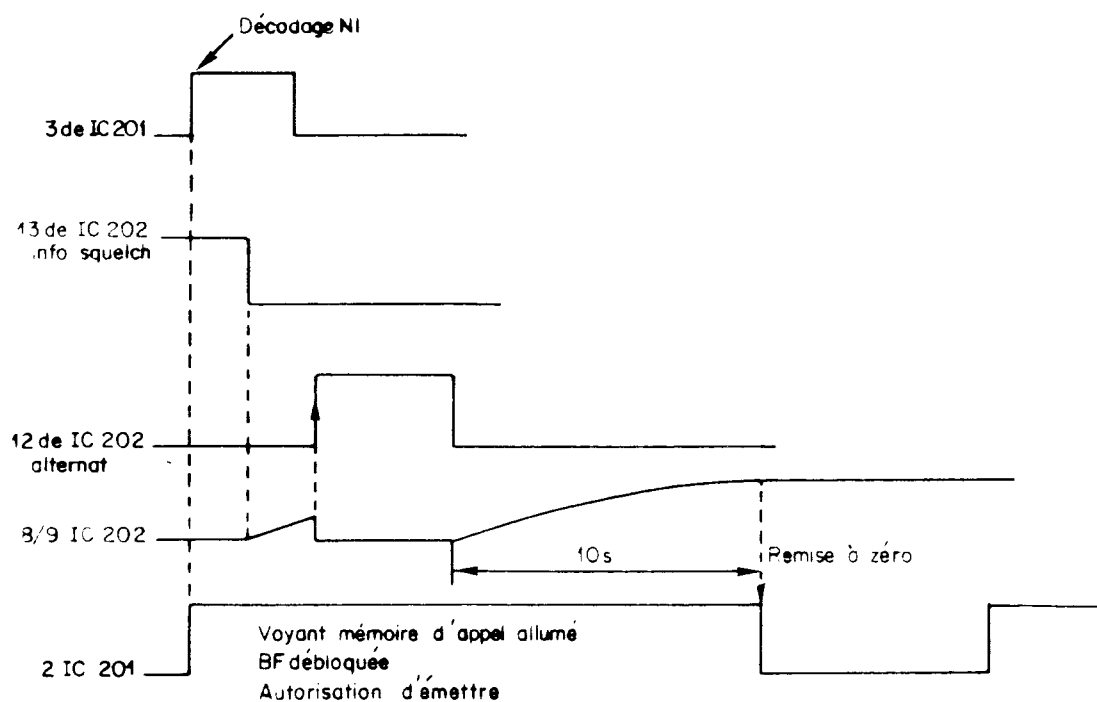 Décodage N1
3 de IC 201
13 de IC 202
info squelch
12 de IC 202
alternat
8/9 IC 202
10s
Remise à zéro
Voyant mémoire d'appel allumé
BF débloquée
2 IC 201
Autorisation d'émettre